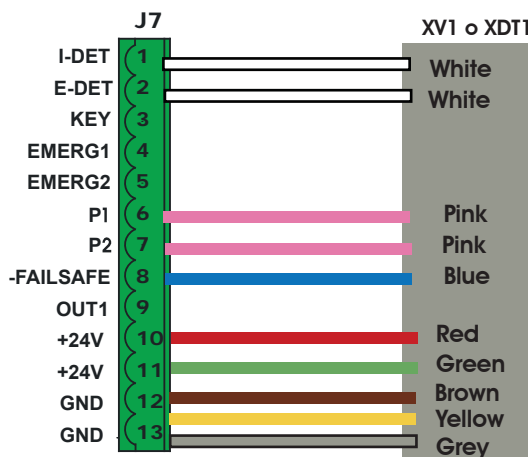 J7
XV1 o XDT1
I-DET 1 White
E-DET 2 White
KEY 3
EMERG1 4
EMERG2 5
P1 6 Pink
P2 7 Pink
-FAILSAFE 8 Blue
OUT1 9
+24V 10 Red
+24V 11 Green
GND 12 Brown
Yellow
GND 13 Grey